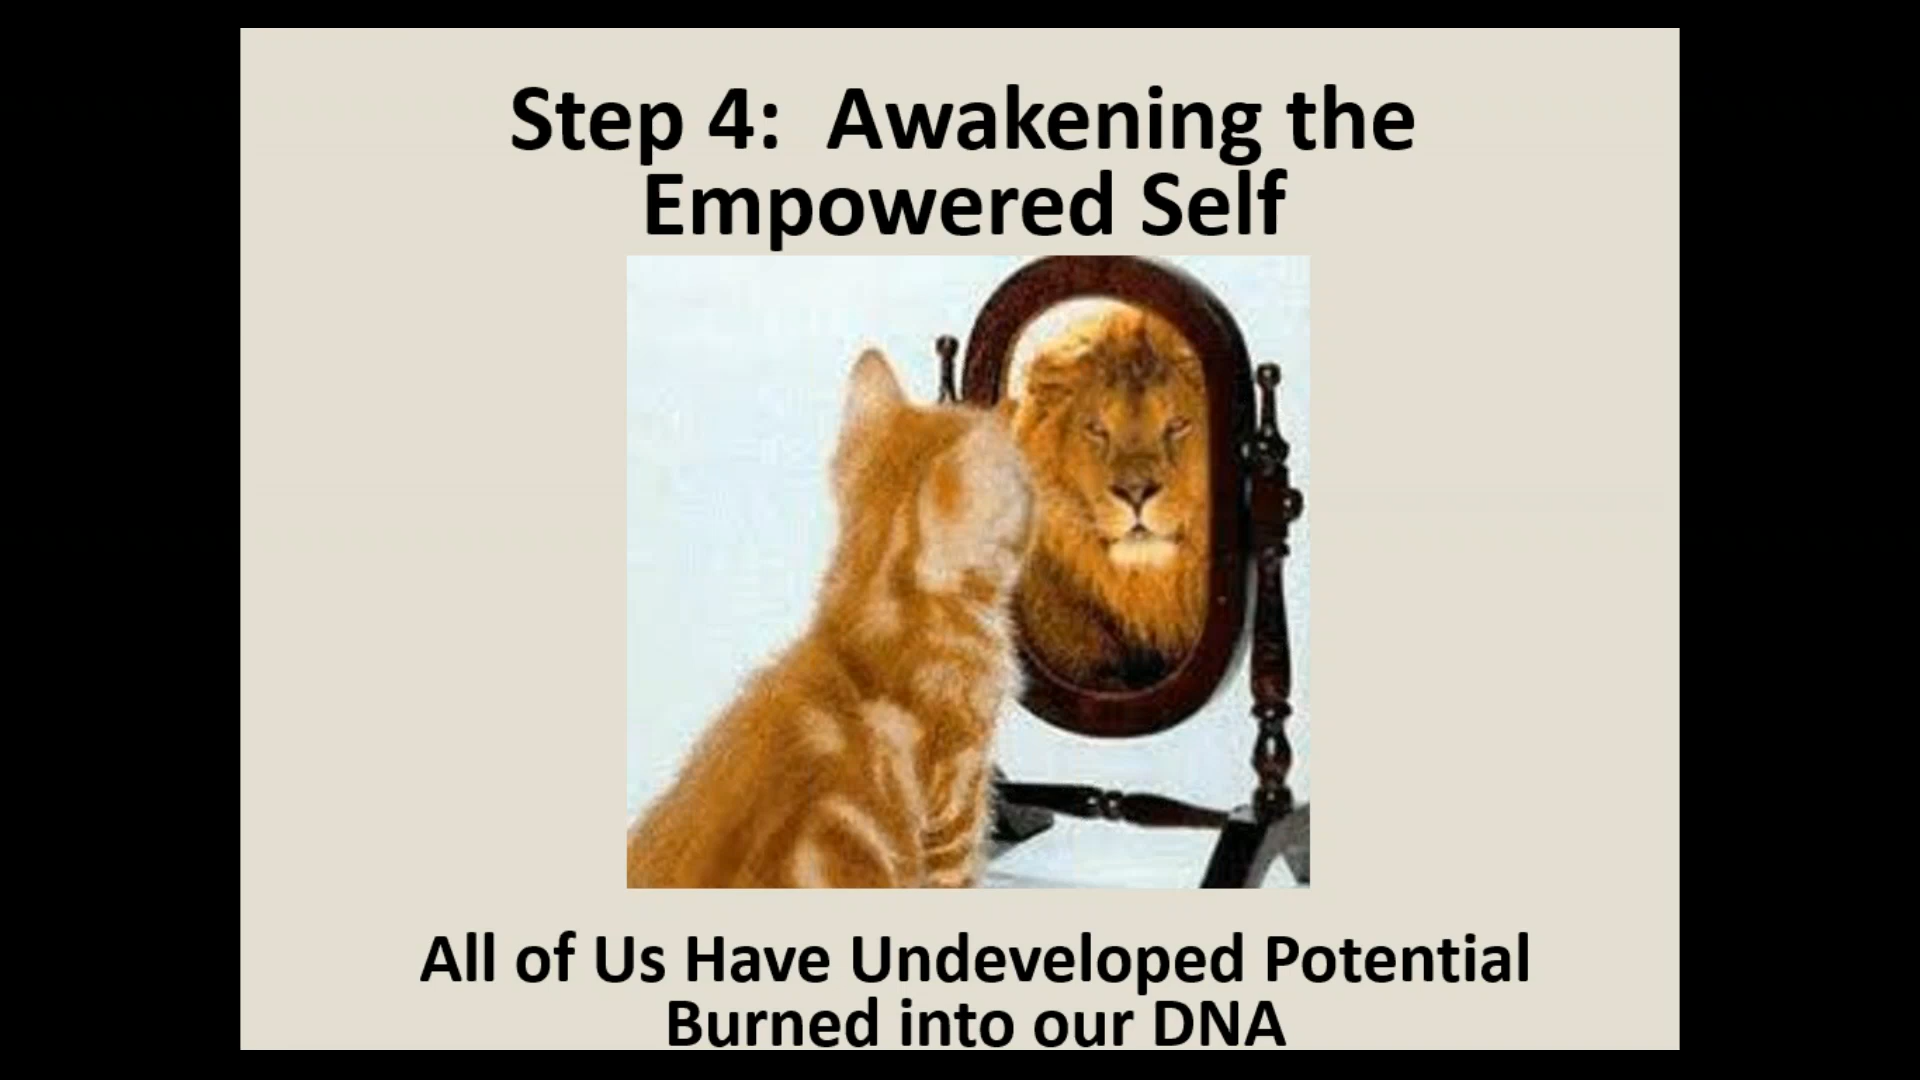 Step 4:  Awakening the
Empowered Self
All of Us Have Undeveloped Potential
Burned into our DNA